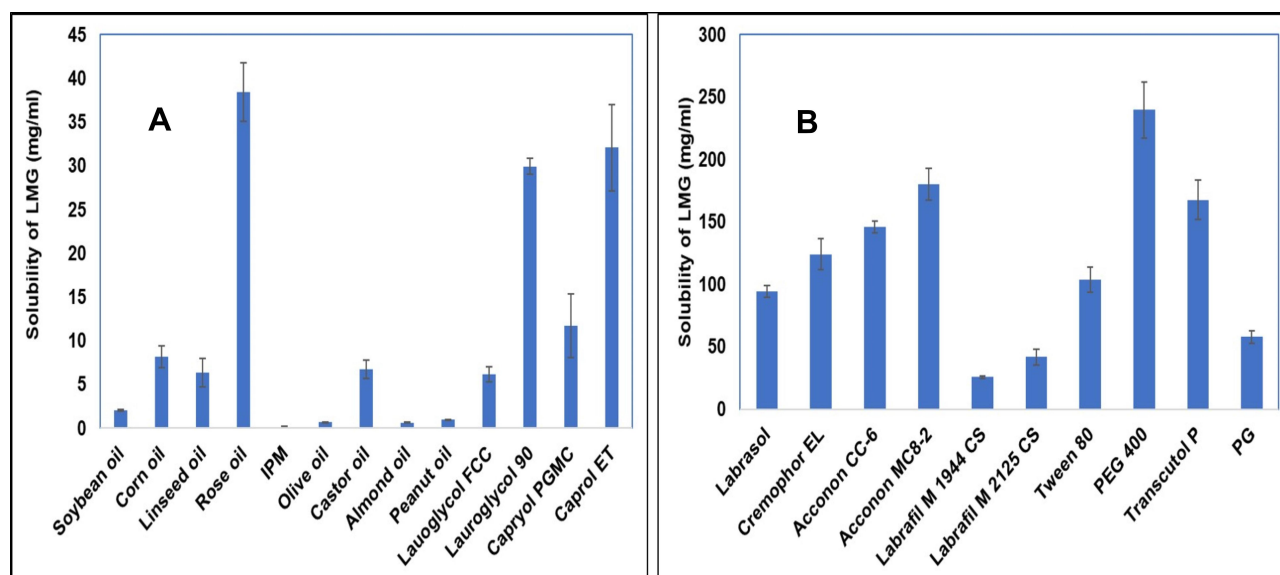 A
Solubility of LMG (mg/ml)
45
40
35
30
25
20
15
10
5
0
Soybean oil
Corn oil
Linseed oil
Rose oil
IPM
Olive oil
Castor oil
Almond oil
Peanut oil
Lauoglycol FCC
Lauroglycol 90
Capryol PGMC
Caprol ET
B
Solubility of LMG (mg/ml)
300
250
200
150
100
50
0
Labrasol
Cremophor EL
Acconon CC-6
Acconon MC8-2
Labrafil M 1944 CS
Labrafil M 2125 CS
Tween 80
PEG 400
Transcutol P
PG